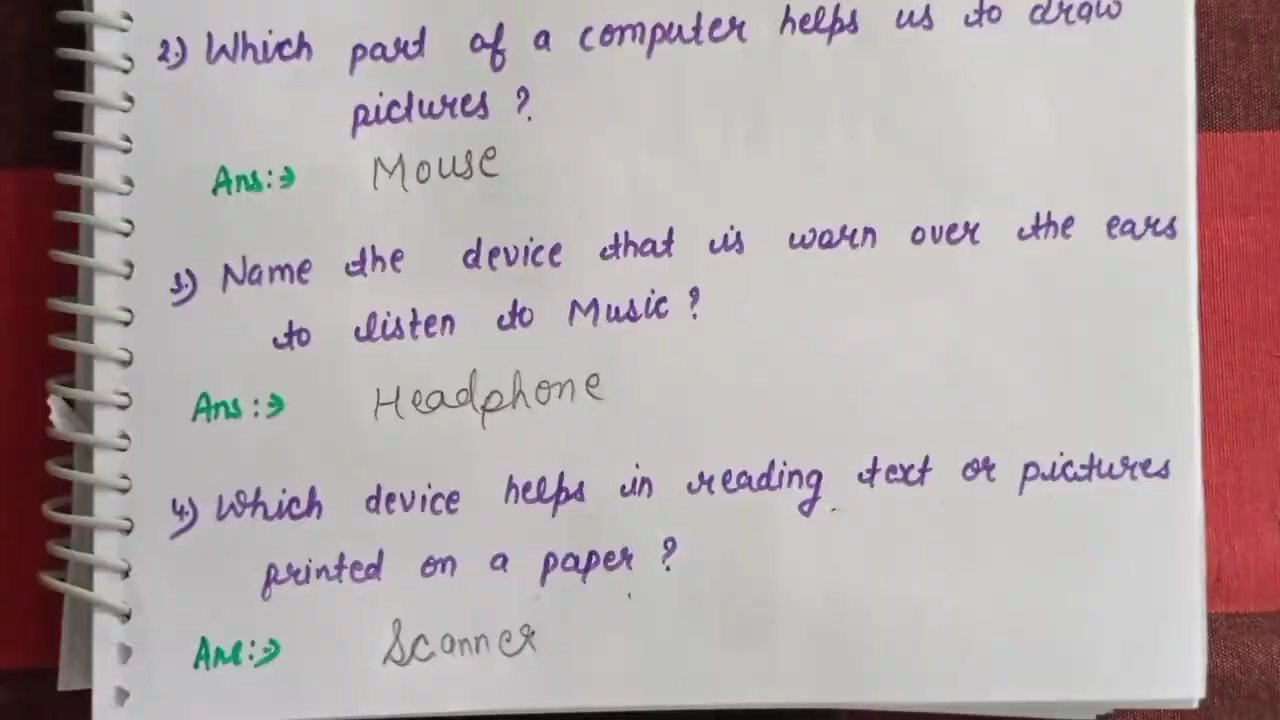 2.) Which part of a computer helps us to draw
pictures ?
Ans:→ Mouse
3.) Name the device that is worn over the ears
to listen to Music ?
Ans:→ Headphone
4.) Which device helps in reading text or pictures
printed on a paper ?
Ans:→ Scanner